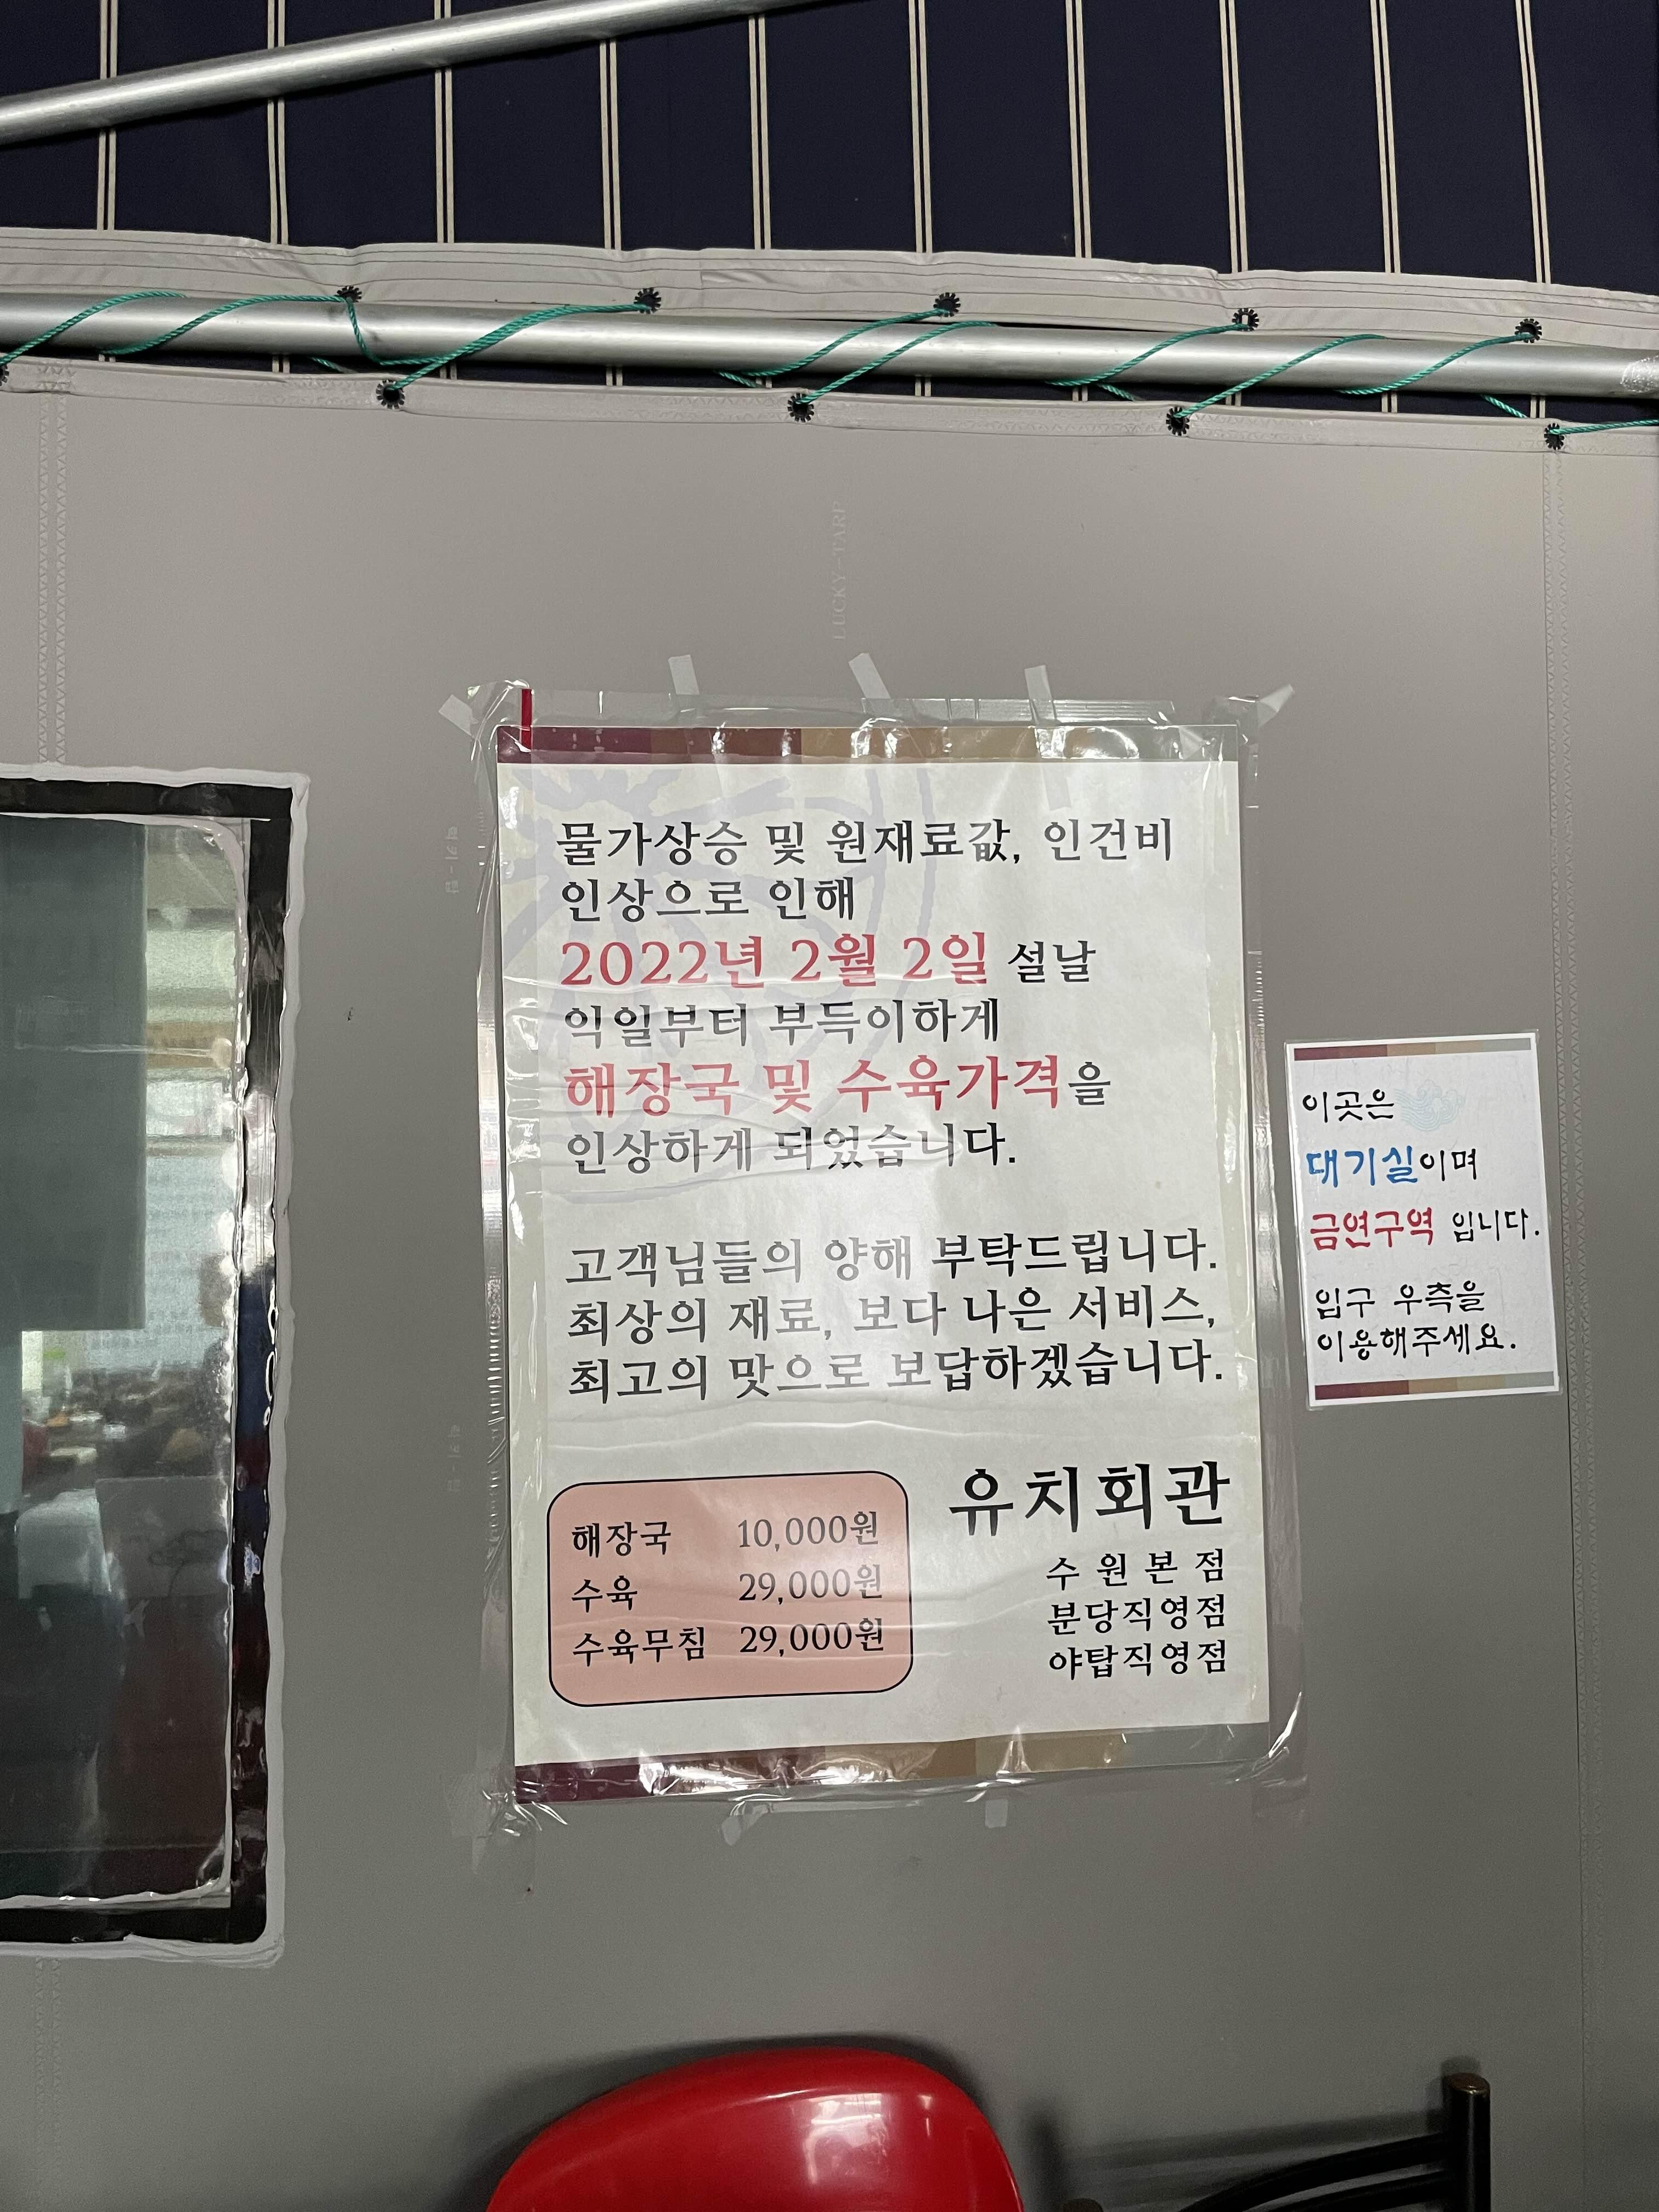 LUCKY-TARP
물가상승 및 원재료값, 인건비
인상으로 인해
2022년 2월 2일 설날
익일부터 부득이하게
해장국 및 수육가격을
인상하게 되었습니다.
고객님들의 양해 부탁드립니다.
최상의 재료, 보다 나은 서비스,
최고의 맛으로 보답하겠습니다.
해장국 10,000원
수육 29,000원
수육무침 29,000원
유치회관
수원본점
분당직영점
야탑직영점
이곳은
대기실이며
금연구역 입니다.
입구 우측을
이용해주세요.